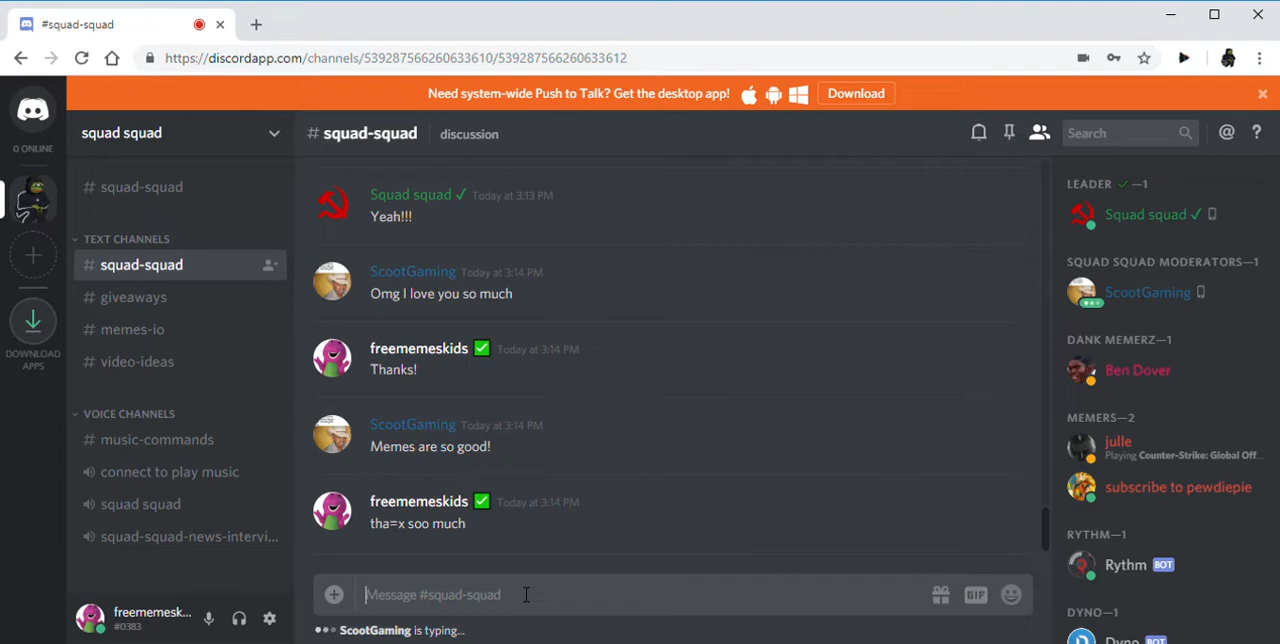 #squad-squad
https://discordapp.com/channels/539287566260633610/539287566260633612
Need system-wide Push to Talk? Get the desktop app! Download
0 ONLINE
DOWNLOAD
APPS
squad squad
# squad-squad
TEXT CHANNELS
# squad-squad
# giveaways
# memes-io
# video-ideas
VOICE CHANNELS
# music-commands
connect to play music
squad squad
squad-squad-news-intervi...
freememesk...
#0383
# squad-squad discussion
Search
Squad squad ✓ Today at 3:13 PM
Yeah!!!
ScootGaming Today at 3:14 PM
Omg I love you so much
freememeskids ✅ Today at 3:14 PM
Thanks!
ScootGaming Today at 3:14 PM
Memes are so good!
freememeskids ✅ Today at 3:14 PM
tha=x soo much
Message #squad-squad
GIF
ScootGaming is typing...
LEADER ✓ —1
Squad squad ✓
SQUAD SQUAD MODERATORS—1
ScootGaming
DANK MEMERZ—1
Ben Dover
MEMERS—2
julle
Playing Counter-Strike: Global Off...
subscribe to pewdiepie
RYTHM—1
Rythm BOT
DYNO—1
Dyno BOT